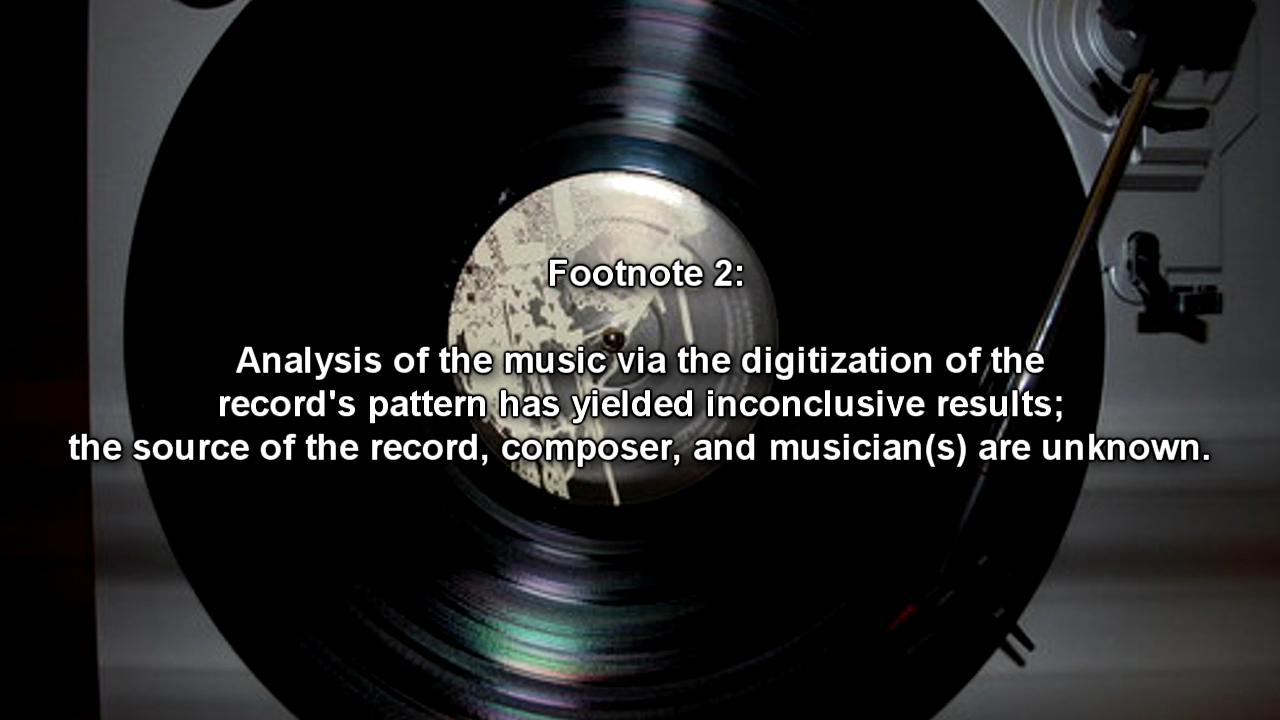 Footnote 2:
Analysis of the music via the digitization of the
record's pattern has yielded inconclusive results;
the source of the record, composer, and musician(s) are unknown.